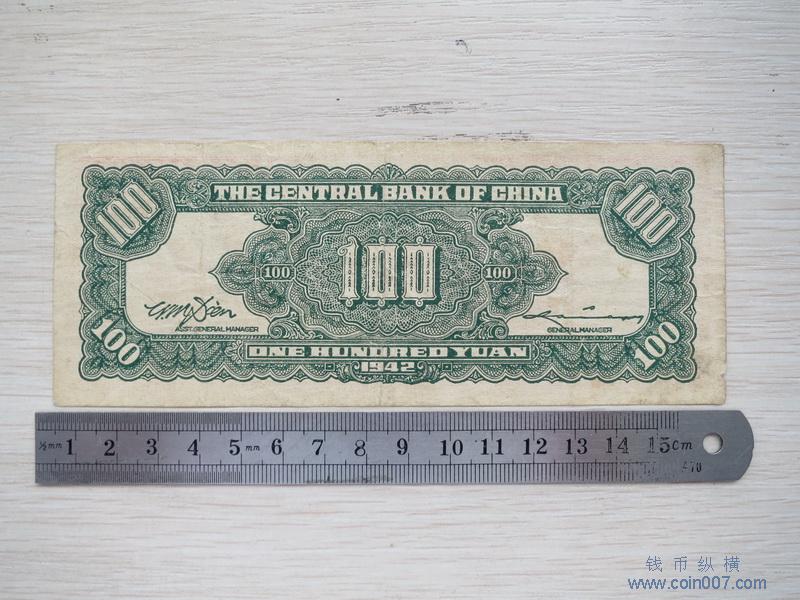 100 THE CENTRAL BANK OF CHINA 100
100 100 100
ASST. GENERAL MANAGER GENERAL MANAGER
100 ONE HUNDRED YUAN 100
1942
½mm 1 2 3 4 5 mm 6 7 8 9 10 11 12 13 14 15cm
钱币纵横
www.coin007.com